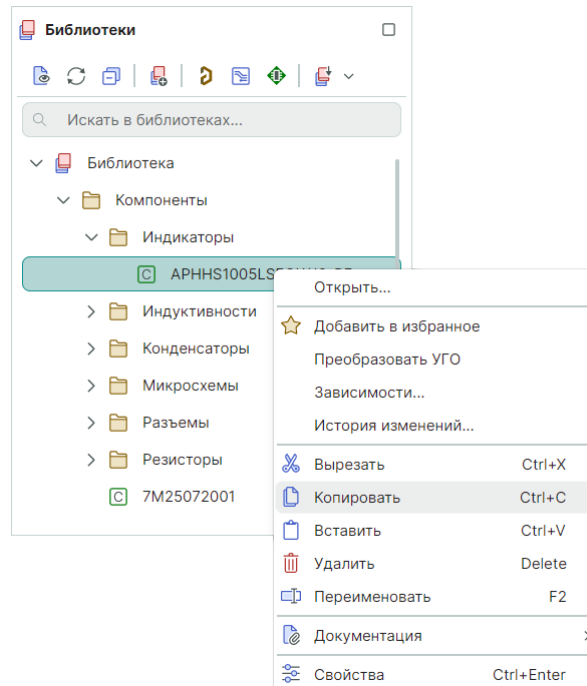 Библиотеки
Искать в библиотеках...
Библиотека
Компоненты
Индикаторы
APHHS1005LS
Индуктивности
Конденсаторы
Микросхемы
Разъемы
Резисторы
7M25072001
Открыть...
Добавить в избранное
Преобразовать УГО
Зависимости...
История изменений...
Вырезать Ctrl+X
Копировать Ctrl+C
Вставить Ctrl+V
Удалить Delete
Переименовать F2
Документация
Свойства Ctrl+Enter